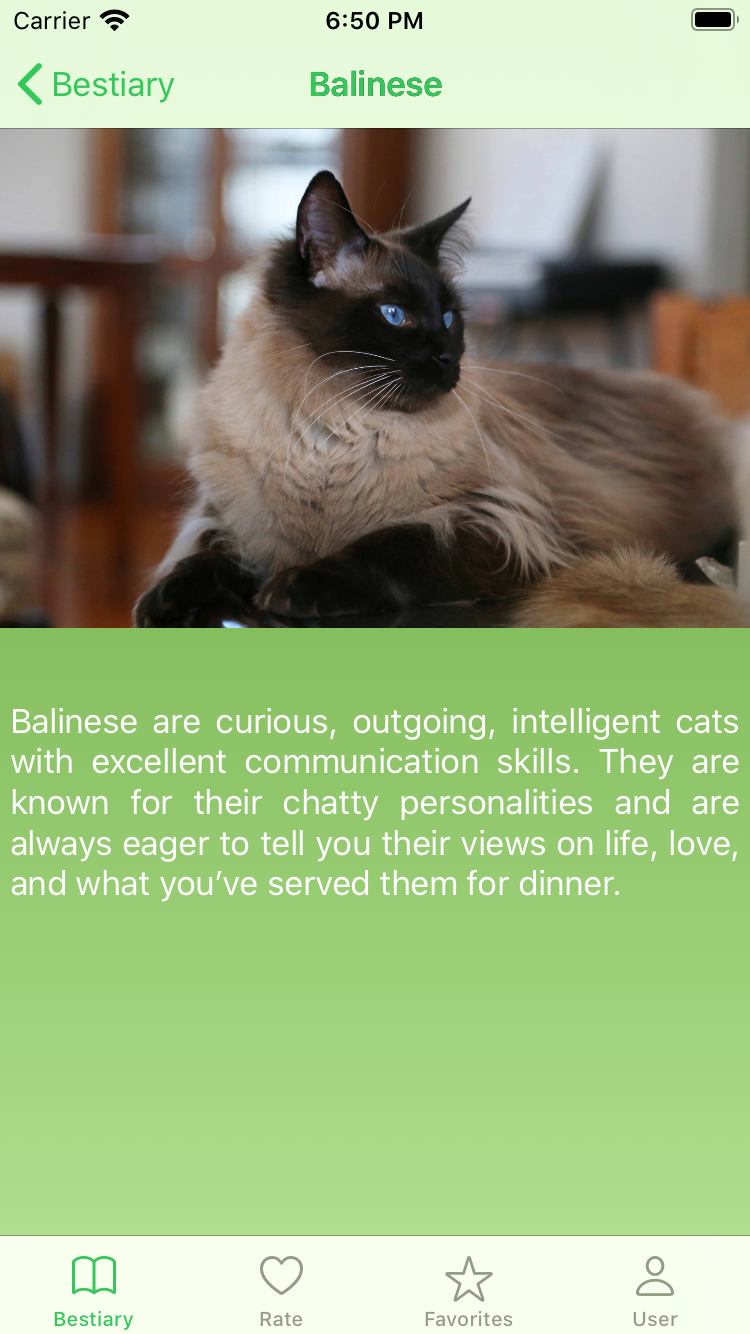 Carrier 6:50 PM
Bestiary Balinese
Balinese are curious, outgoing, intelligent cats
with excellent communication skills. They are
known for their chatty personalities and are
always eager to tell you their views on life, love,
and what you’ve served them for dinner.
Bestiary Rate Favorites User